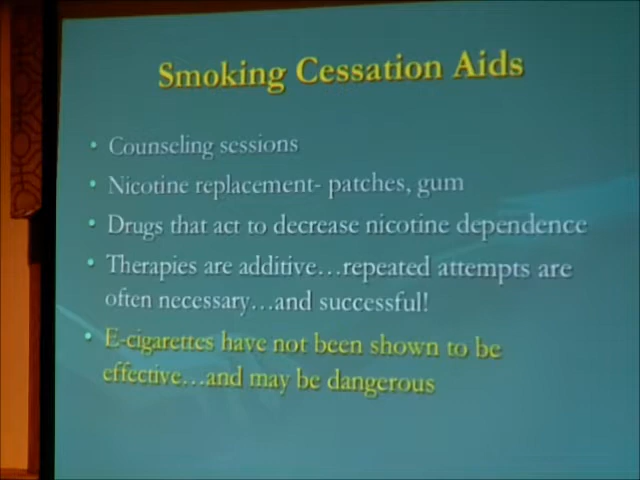 Smoking Cessation Aids
• Counseling sessions
• Nicotine replacement- patches, gum
• Drugs that act to decrease nicotine dependence
• Therapies are additive...repeated attempts are
often necessary...and successful!
• E-cigarettes have not been shown to be
effective...and may be dangerous